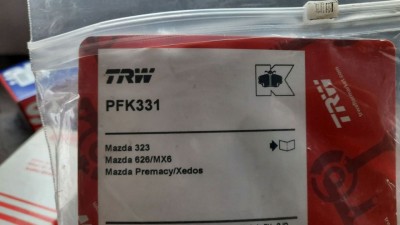 TRW
PFK331
Mazda 323
Mazda 626/MX6
Mazda Premacy/Xedos
TRW